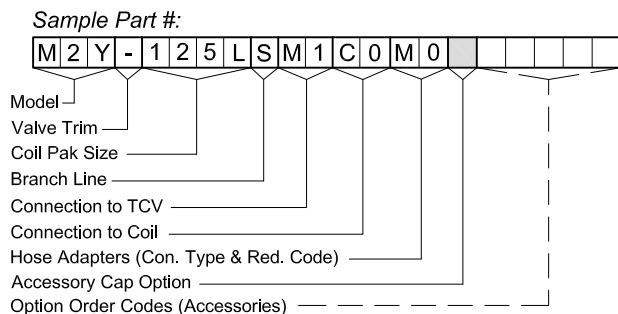 Sample Part #:
M2Y-125LSM1C0M0
Model
Valve Trim
Coil Pak Size
Branch Line
Connection to TCV
Connection to Coil
Hose Adapters (Con. Type & Red. Code)
Accessory Cap Option
Option Order Codes (Accessories)